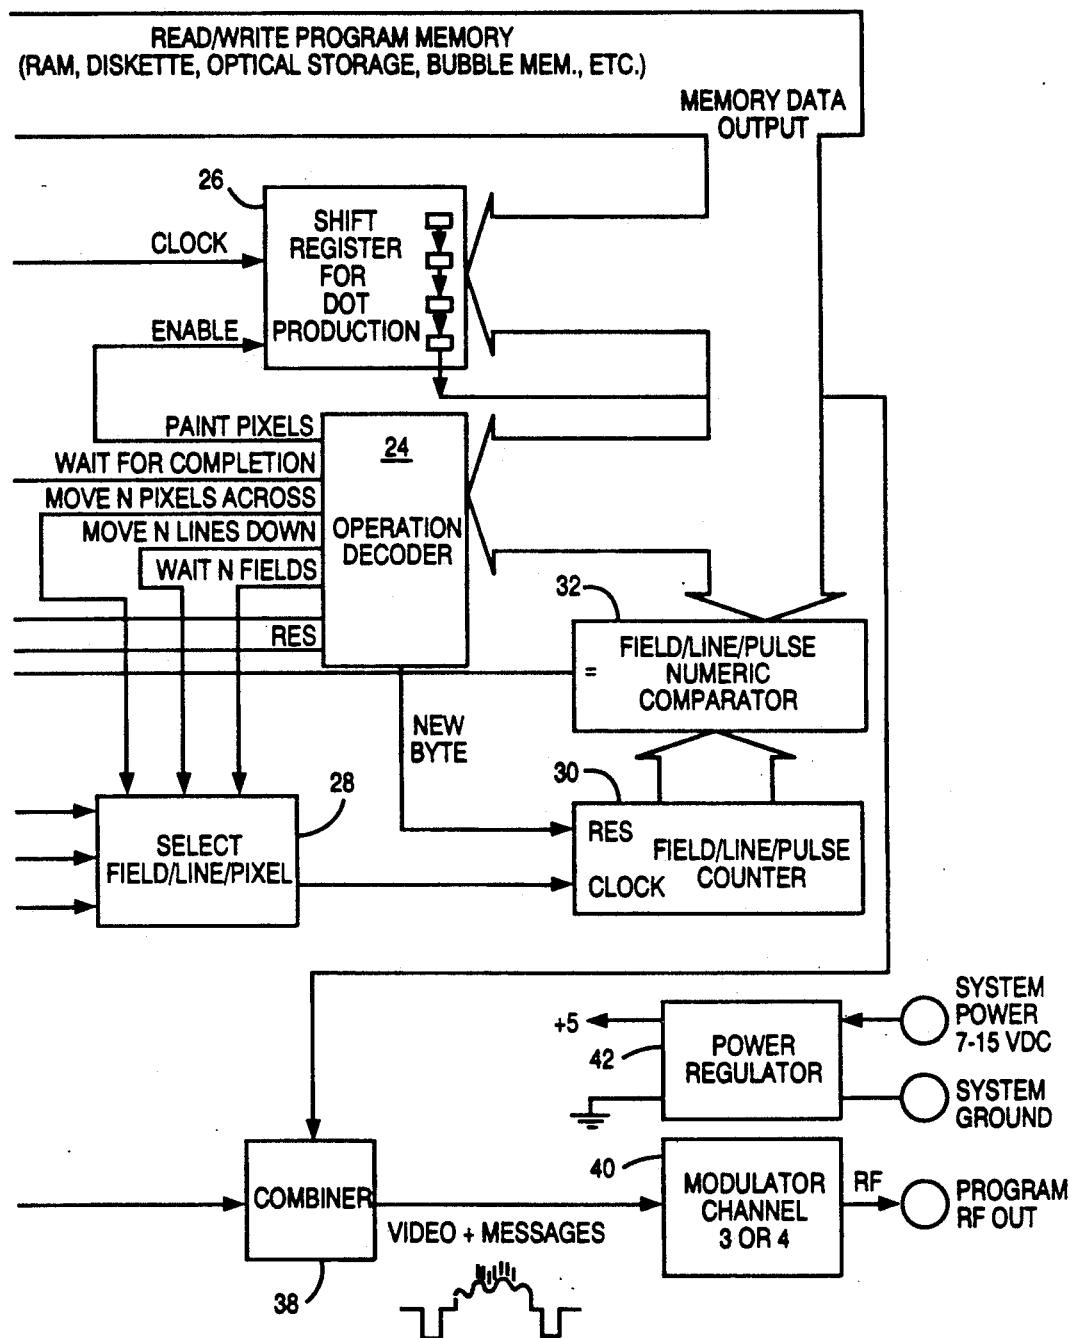 READ/WRITE PROGRAM MEMORY
(RAM, DISKETTE, OPTICAL STORAGE, BUBBLE MEM., ETC.)
MEMORY DATA
OUTPUT
26
SHIFT
REGISTER
FOR
DOT
PRODUCTION
CLOCK
ENABLE
PAINT PIXELS
WAIT FOR COMPLETION
MOVE N PIXELS ACROSS
MOVE N LINES DOWN
WAIT N FIELDS
RES
24
OPERATION
DECODER
32
FIELD/LINE/PULSE
NUMERIC
COMPARATOR
=
NEW
BYTE
28
SELECT
FIELD/LINE/PIXEL
30
RES
FIELD/LINE/PULSE
COUNTER
CLOCK
+5
42
POWER
REGULATOR
SYSTEM
POWER
7-15 VDC
SYSTEM
GROUND
COMBINER
38
VIDEO + MESSAGES
40
MODULATOR
CHANNEL
3 OR 4
RF
PROGRAM
RF OUT